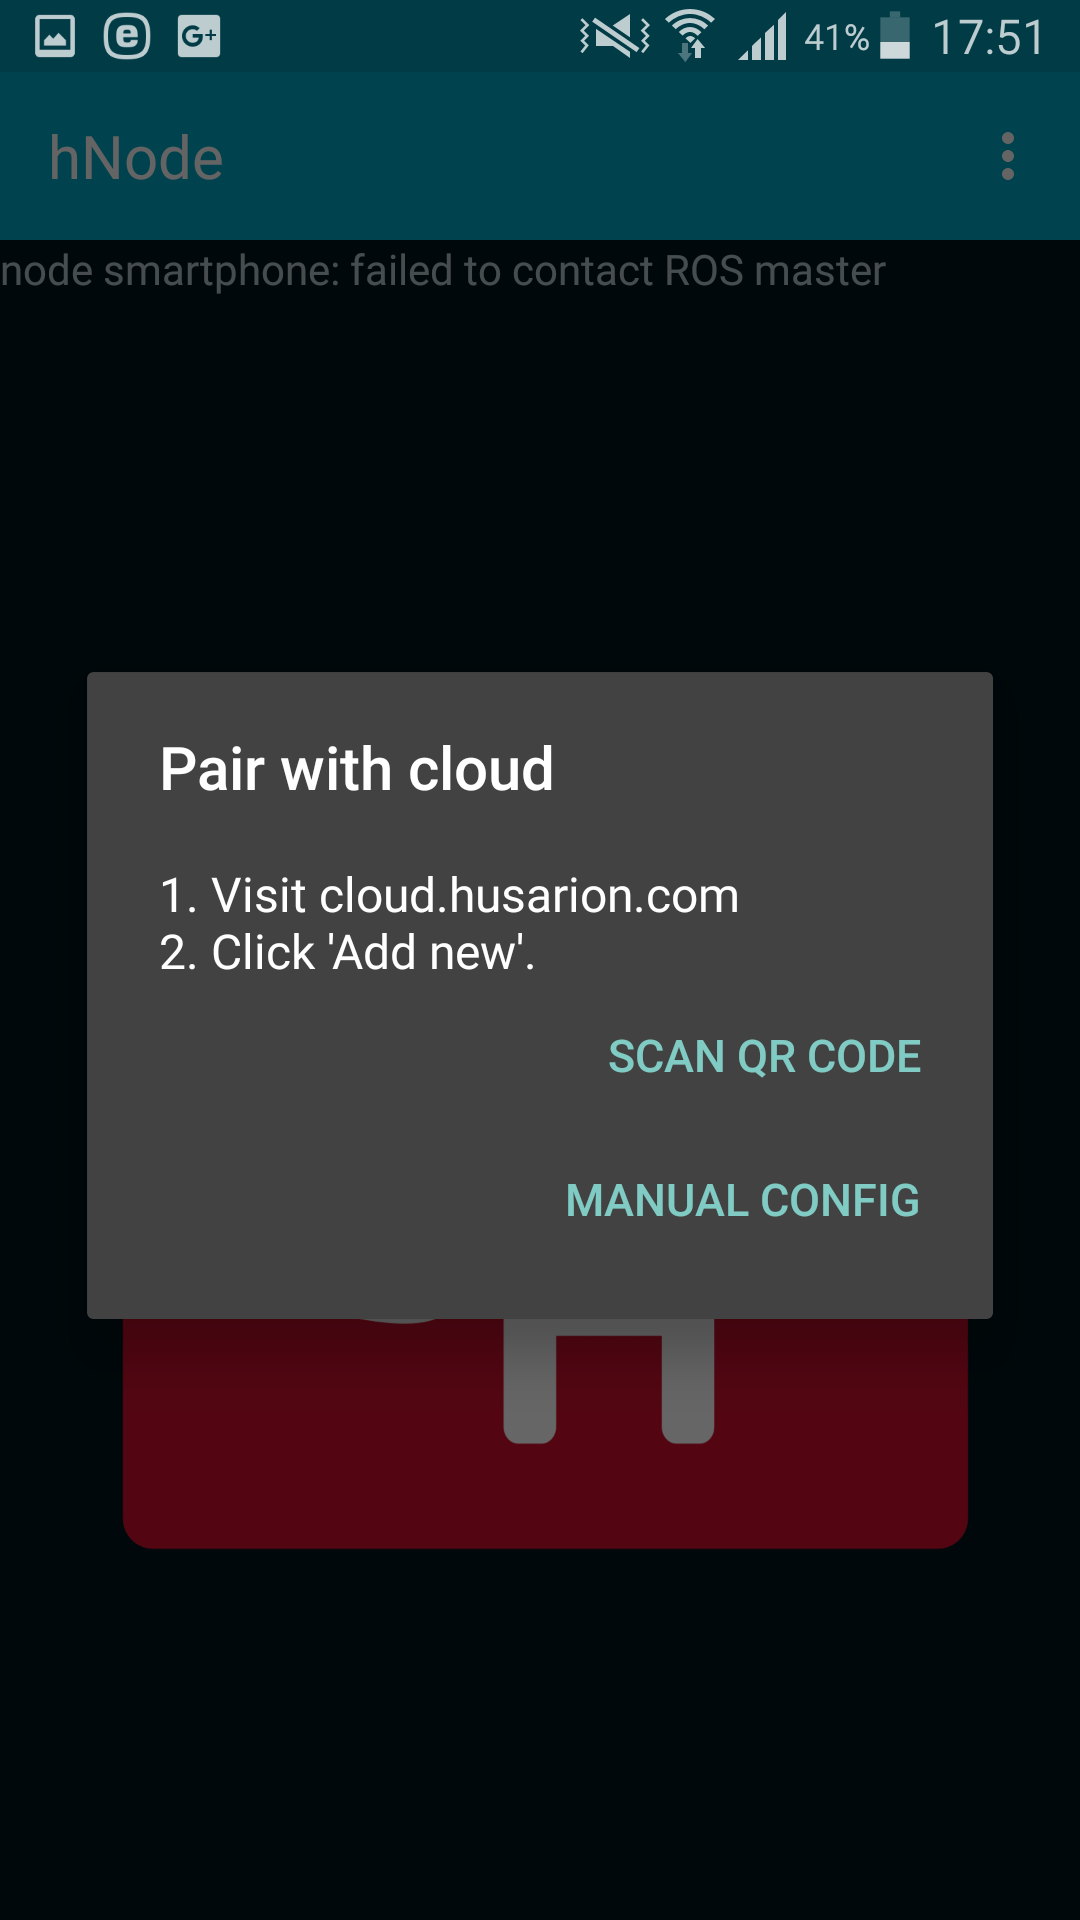 41% 17:51
hNode
node smartphone: failed to contact ROS master
Pair with cloud
1. Visit cloud.husarion.com
2. Click 'Add new'.
SCAN QR CODE
MANUAL CONFIG